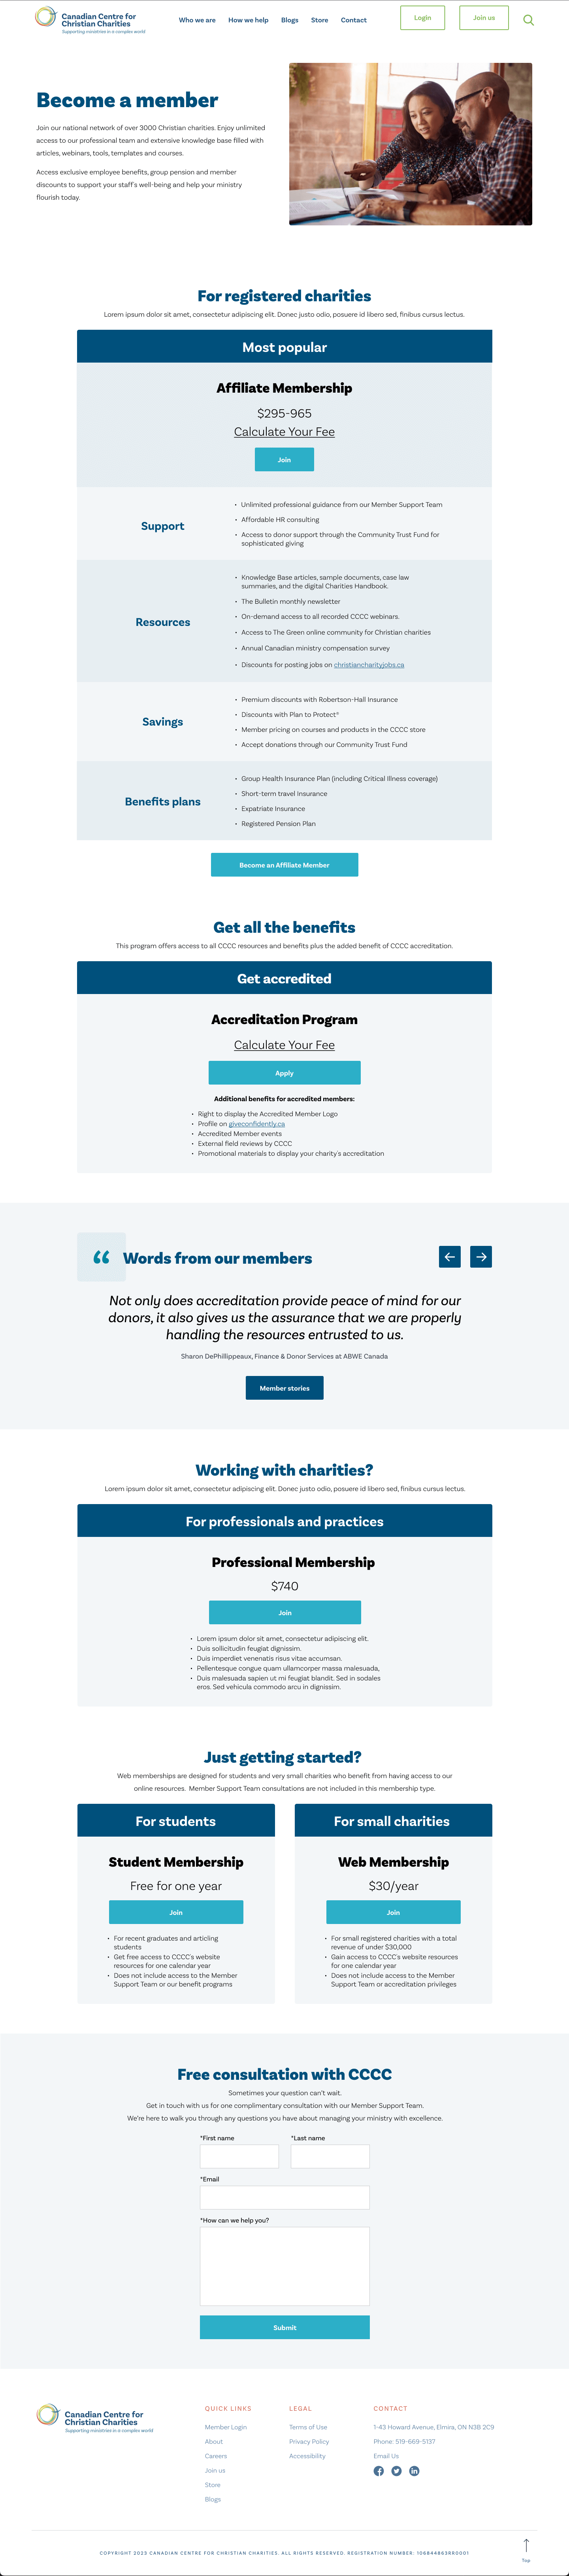 Canadian Centre for
Christian Charities
Supporting ministries in a complex world
Who we are
How we help
Blogs
Store
Contact
Login
Join us
Become a member
Join our national network of over 3000 Christian charities. Enjoy unlimited
access to our professional team and extensive knowledge base filled with
articles, webinars, tools, templates and courses.
Access exclusive employee benefits, group pension and member
discounts to support your staff's well-being and help your ministry
flourish today.
For registered charities
Lorem ipsum dolor sit amet, consectetur adipiscing elit. Donec justo odio, posuere id libero sed, finibus cursus lectus.
Most popular
Affiliate Membership
$295-965
Calculate Your Fee
Join
Support
• Unlimited professional guidance from our Member Support Team
• Affordable HR consulting
• Access to donor support through the Community Trust Fund for
sophisticated giving
Resources
• Knowledge Base articles, sample documents, case law
summaries, and the digital Charities Handbook.
• The Bulletin monthly newsletter
• On-demand access to all recorded CCCC webinars.
• Access to The Green online community for Christian charities
• Annual Canadian ministry compensation survey
• Discounts for posting jobs on christiancharityjobs.ca
Savings
• Premium discounts with Robertson-Hall Insurance
• Discounts with Plan to Protect®
• Member pricing on courses and products in the CCCC store
• Accept donations through our Community Trust Fund
Benefits plans
• Group Health Insurance Plan (including Critical Illness coverage)
• Short-term travel Insurance
• Expatriate Insurance
• Registered Pension Plan
Become an Affiliate Member
Get all the benefits
This program offers access to all CCCC resources and benefits plus the added benefit of CCCC accreditation.
Get accredited
Accreditation Program
Calculate Your Fee
Apply
Additional benefits for accredited members:
• Right to display the Accredited Member Logo
• Profile on giveconfidently.ca
• Accredited Member events
• External field reviews by CCCC
• Promotional materials to display your charity's accreditation
“ Words from our members
Not only does accreditation provide peace of mind for our
donors, it also gives us the assurance that we are properly
handling the resources entrusted to us.
Sharon DePhillippeaux, Finance & Donor Services at ABWE Canada
Member stories
Working with charities?
Lorem ipsum dolor sit amet, consectetur adipiscing elit. Donec justo odio, posuere id libero sed, finibus cursus lectus.
For professionals and practices
Professional Membership
$740
Join
• Lorem ipsum dolor sit amet, consectetur adipiscing elit.
• Duis sollicitudin feugiat dignissim.
• Duis imperdiet venenatis risus vitae accumsan.
• Pellentesque congue quam ullamcorper massa malesuada,
• Duis malesuada sapien ut mi feugiat blandit. Sed in sodales
eros. Sed vehicula commodo arcu in dignissim.
Just getting started?
Web memberships are designed for students and very small charities who benefit from having access to our
online resources. Member Support Team consultations are not included in this membership type.
For students
Student Membership
Free for one year
Join
• For recent graduates and articling
students
• Get free access to CCCC's website
resources for one calendar year
• Does not include access to the Member
Support Team or our benefit programs
For small charities
Web Membership
$30/year
Join
• For small registered charities with a total
revenue of under $30,000
• Gain access to CCCC's website resources
for one calendar year
• Does not include access to the Member
Support Team or accreditation privileges
Free consultation with CCCC
Sometimes your question can't wait.
Get in touch with us for one complimentary consultation with our Member Support Team.
We're here to walk you through any questions you have about managing your ministry with excellence.
*First name
*Last name
*Email
*How can we help you?
Submit
Canadian Centre for
Christian Charities
Supporting ministries in a complex world
QUICK LINKS
Member Login
About
Careers
Join us
Store
Blogs
LEGAL
Terms of Use
Privacy Policy
Accessibility
CONTACT
1-43 Howard Avenue, Elmira, ON N3B 2C9
Phone: 519-669-5137
Email Us
COPYRIGHT 2023 CANADIAN CENTRE FOR CHRISTIAN CHARITIES. ALL RIGHTS RESERVED. REGISTRATION NUMBER: 106844863RR0001
Top